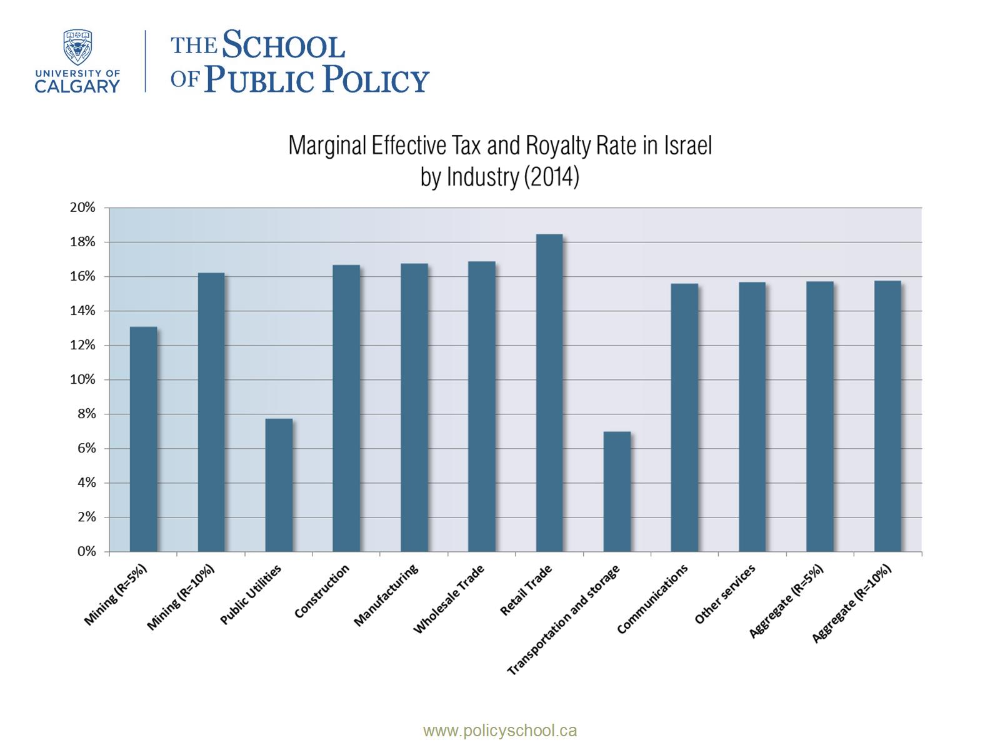 UNIVERSITY OF
CALGARY
THE SCHOOL
OF PUBLIC POLICY
Marginal Effective Tax and Royalty Rate in Israel
by Industry (2014)
20%
18%
16%
14%
12%
10%
8%
6%
4%
2%
0%
Mining (R=5%)
Mining (R=10%)
Public Utilities
Construction
Manufacturing
Wholesale Trade
Retail Trade
Transportation and storage
Communications
Other services
Aggregate (R=5%)
Aggregate (R=10%)
www.policyschool.ca